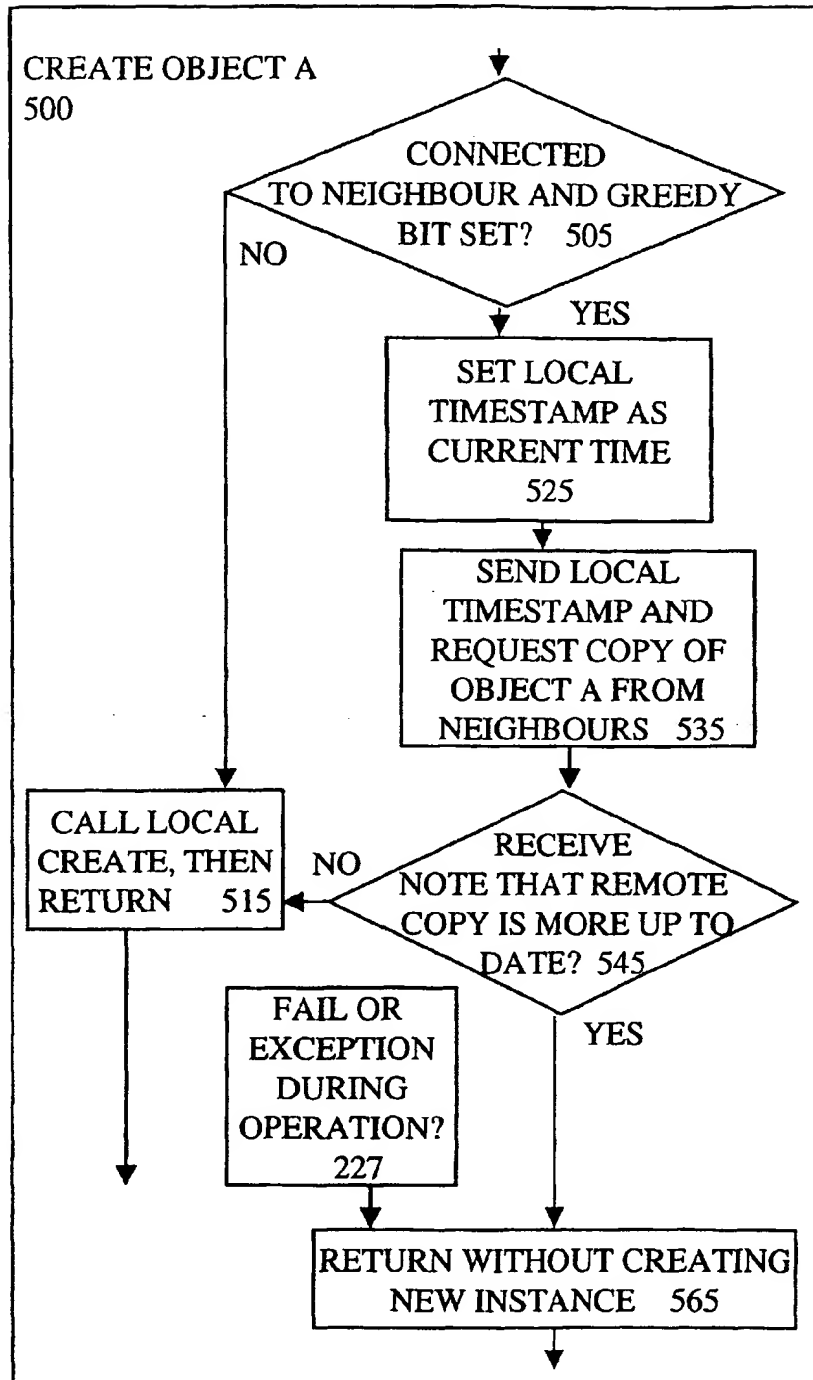 CREATE OBJECT A
500
CONNECTED
TO NEIGHBOUR AND GREEDY
BIT SET? 505
NO
YES
SET LOCAL
TIMESTAMP AS
CURRENT TIME
525
SEND LOCAL
TIMESTAMP AND
REQUEST COPY OF
OBJECT A FROM
NEIGHBOURS 535
CALL LOCAL
CREATE, THEN
RETURN 515
NO
RECEIVE
NOTE THAT REMOTE
COPY IS MORE UP TO
DATE? 545
YES
FAIL OR
EXCEPTION
DURING
OPERATION?
227
RETURN WITHOUT CREATING
NEW INSTANCE 565